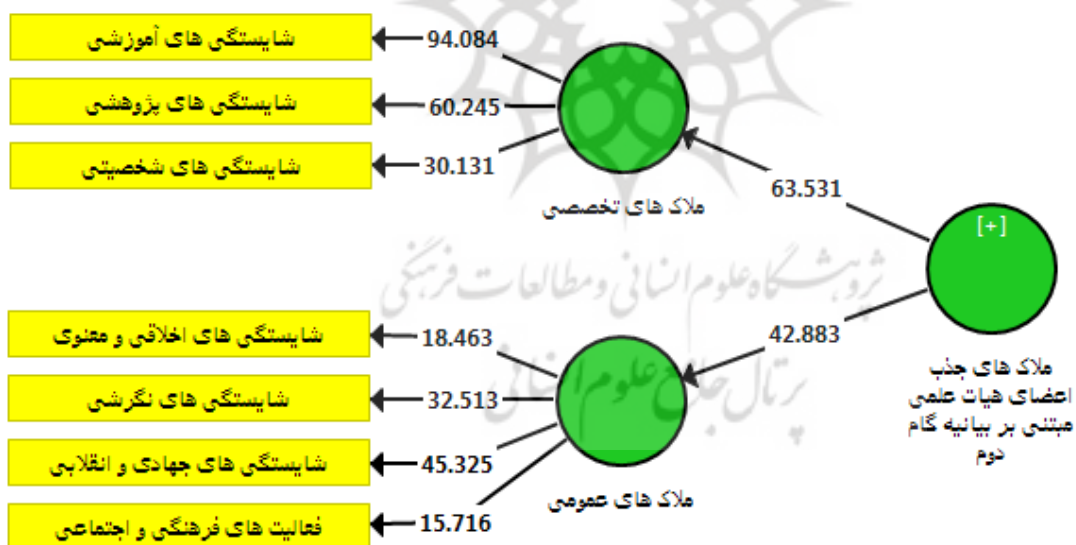 شایستگی های آموزشی
94.084
شایستگی های پژوهشی
60.245
شایستگی های شخصیتی
30.131
ملاک های تخصصی
63.531
[+]
ملاک های جذب
اعضای هیات علمی
مبتنی بر بیانیه گام
دوم
42.883
شایستگی های اخلاقی و معنوی
18.463
شایستگی های نگرشی
32.513
شایستگی های جهادی و انقلابی
45.325
فعالیت های فرهنگی و اجتماعی
15.716
ملاک های عمومی
پژوهشگاه علوم انسانی و مطالعات فرهنگی
پرتال جامع علوم انسانی